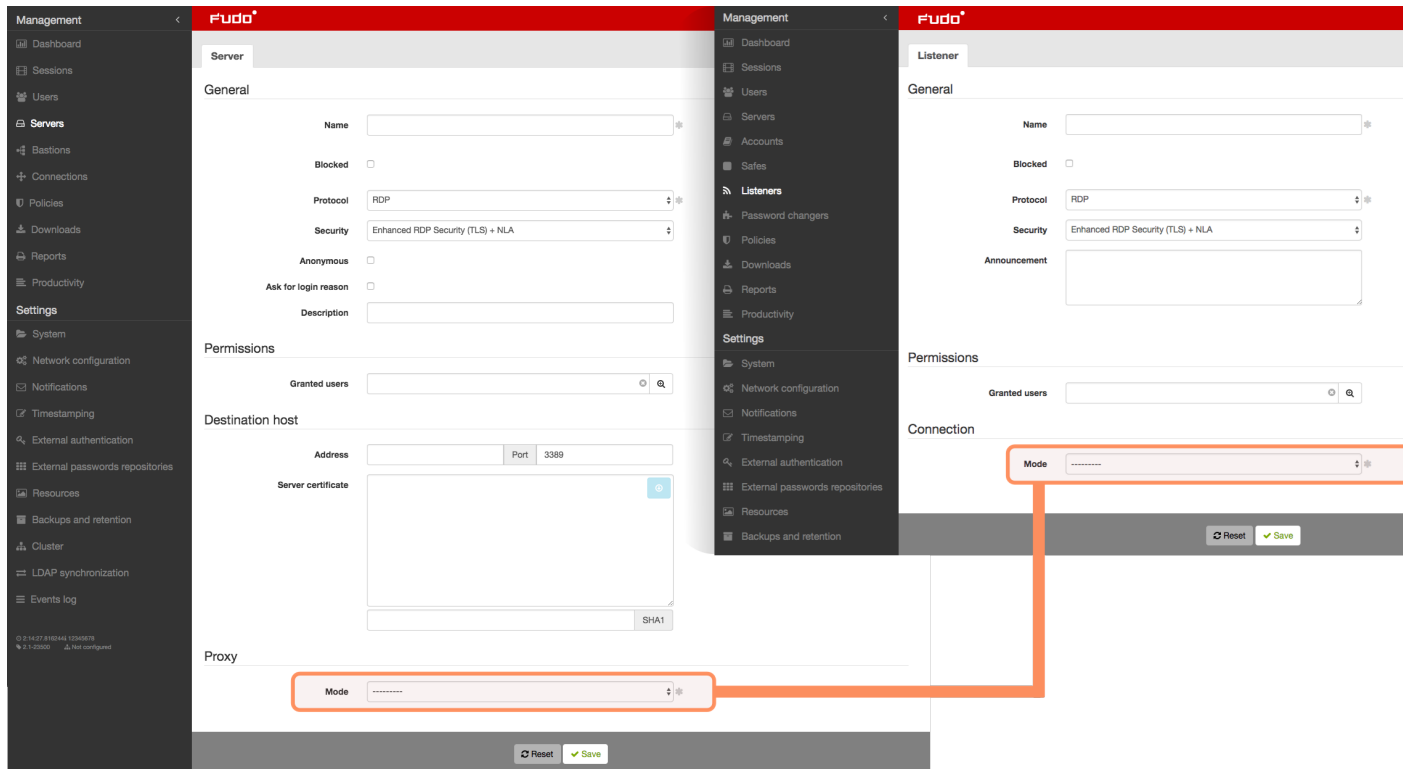 Management
Dashboard
Sessions
Users
Servers
Bastions
Connections
Policies
Downloads
Reports
Productivity
Settings
System
Network configuration
Notifications
Timestamping
External authentication
External passwords repositories
Resources
Backups and retention
Cluster
LDAP synchronization
Events log
2.1-23500 Not configured
FUDO
Server
General
Name
Blocked
Protocol RDP
Security Enhanced RDP Security (TLS) + NLA
Anonymous
Ask for login reason
Description
Permissions
Granted users
Destination host
Address Port 3389
Server certificate
SHA1
Proxy
Mode ---------
Reset Save
Management
Dashboard
Sessions
Users
Servers
Accounts
Safes
Listeners
Password changers
Policies
Downloads
Reports
Productivity
Settings
System
Network configuration
Notifications
Timestamping
External authentication
External passwords repositories
Resources
Backups and retention
FUDO
Listener
General
Name
Blocked
Protocol RDP
Security Enhanced RDP Security (TLS) + NLA
Announcement
Permissions
Granted users
Connection
Mode ---------
Reset Save